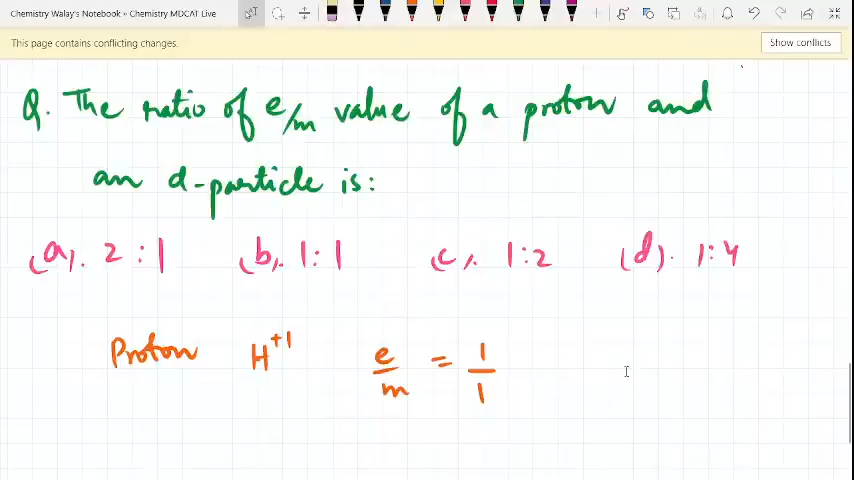 Chemistry Walay's Notebook » Chemistry MDCAT Live
This page contains conflicting changes.
Show conflicts
Q. The ratio of e/m value of a proton and
an α-particle is:
(a). 2 : 1 (b). 1 : 1 (c). 1 : 2 (d). 1 : 4
Proton H+1 e/m = 1/1